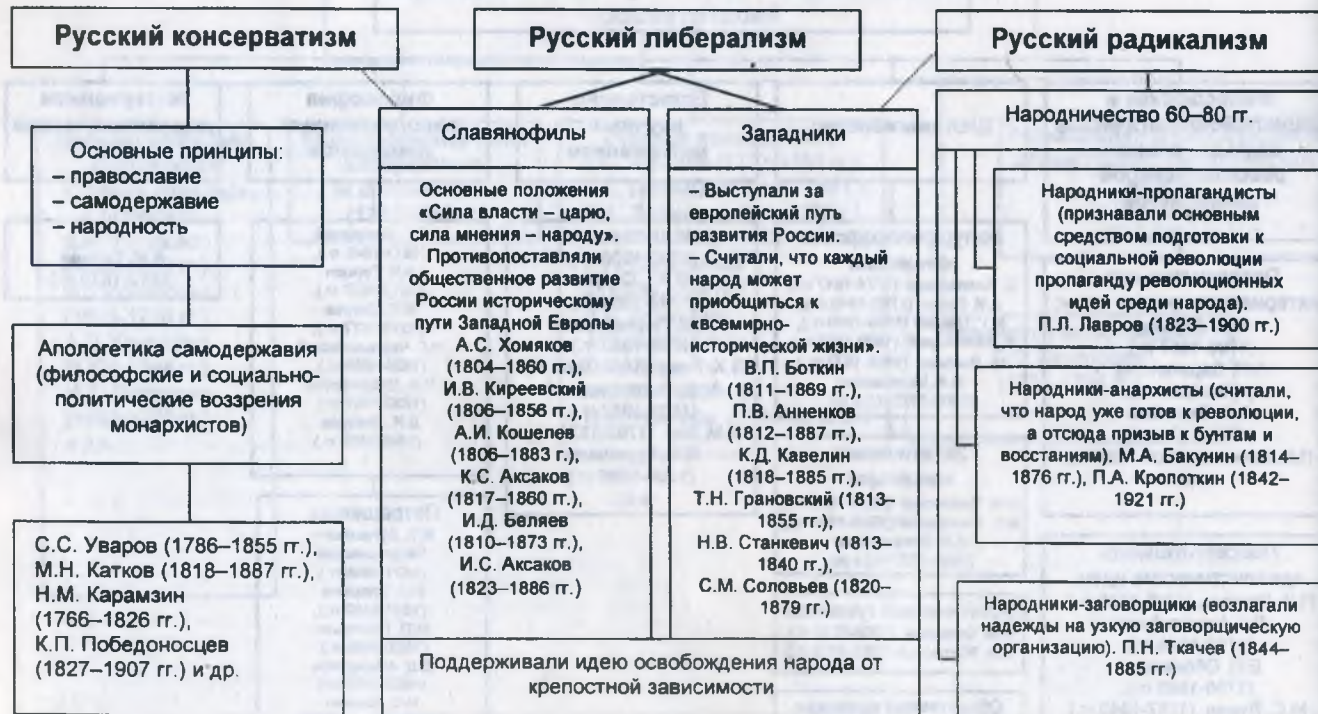 Русский консерватизм
Русский либерализм
Русский радикализм
Основные принципы:
– православие
– самодержавие
– народность
Апологетика самодержавия
(философские и социально-
политические воззрения
монархистов)
С.С. Уваров (1786–1855 гг.),
М.Н. Катков (1818–1887 гг.),
Н.М. Карамзин
(1766–1826 гг.),
К.П. Победоносцев
(1827–1907 гг.) и др.
Славянофилы
Основные положения
«Сила власти – царю,
сила мнения – народу».
Противопоставляли
общественное развитие
России историческому
пути Западной Европы
А.С. Хомяков
(1804–1860 гг.),
И.В. Киреевский
(1806–1856 гг.),
А.И. Кошелев
(1806–1883 г.),
К.С. Аксаков
(1817–1860 гг.),
И.Д. Беляев
(1810–1873 гг.),
И.С. Аксаков
(1823–1886 гг.)
Западники
– Выступали за
европейский путь
развития России.
– Считали, что каждый
народ может
приобщиться к
«всемирно-
исторической жизни».
В.П. Боткин
(1811–1869 гг.),
П.В. Анненков
(1812–1887 гг.),
К.Д. Кавелин
(1818–1885 гг.),
Т.Н. Грановский (1813–
1855 гг.),
Н.В. Станкевич (1813–
1840 гг.),
С.М. Соловьев (1820–
1879 гг.)
Поддерживали идею освобождения народа от
крепостной зависимости
Народничество 60–80 гг.
Народники-пропагандисты
(признавали основным
средством подготовки к
социальной революции
пропаганду революционных
идей среди народа).
П.Л. Лавров (1823–1900 гг.)
Народники-анархисты (считали,
что народ уже готов к революции,
а отсюда призыв к бунтам и
восстаниям). М.А. Бакунин (1814–
1876 гг.), П.А. Кропоткин (1842–
1921 гг.)
Народники-заговорщики (возлагали
надежды на узкую заговорщическую
организацию). П.Н. Ткачев (1844–
1885 гг.)